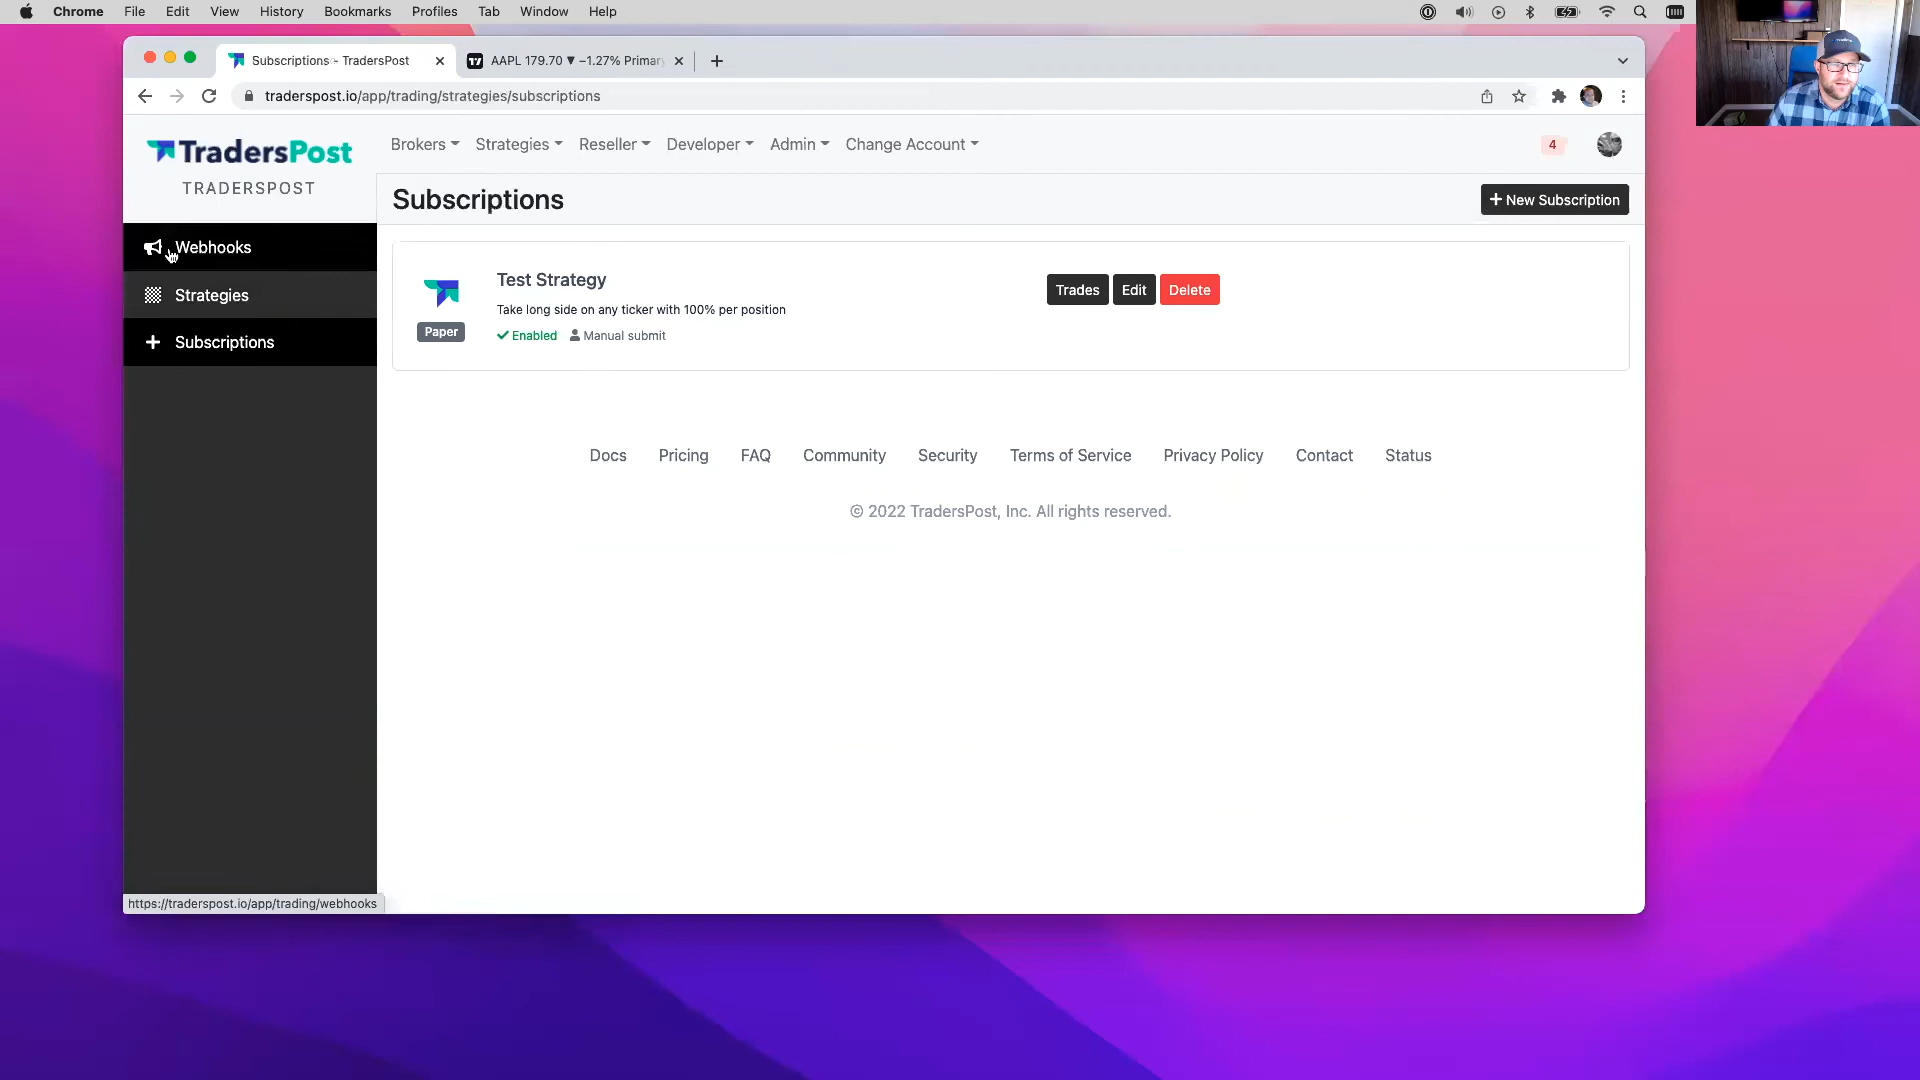 Chrome File Edit View History Bookmarks Profiles Tab Window Help
Subscriptions - TradersPost
AAPL 179.70 ▼ −1.27% Primar
traderspost.io/app/trading/strategies/subscriptions
TradersPost
TRADERSPOST
Brokers Strategies Reseller Developer Admin Change Account
4
Subscriptions
+ New Subscription
Webhooks
Strategies
Subscriptions
Test Strategy
Take long side on any ticker with 100% per position
Enabled Manual submit
Paper
Trades Edit Delete
Docs Pricing FAQ Community Security Terms of Service Privacy Policy Contact Status
© 2022 TradersPost, Inc. All rights reserved.
https://traderspost.io/app/trading/webhooks